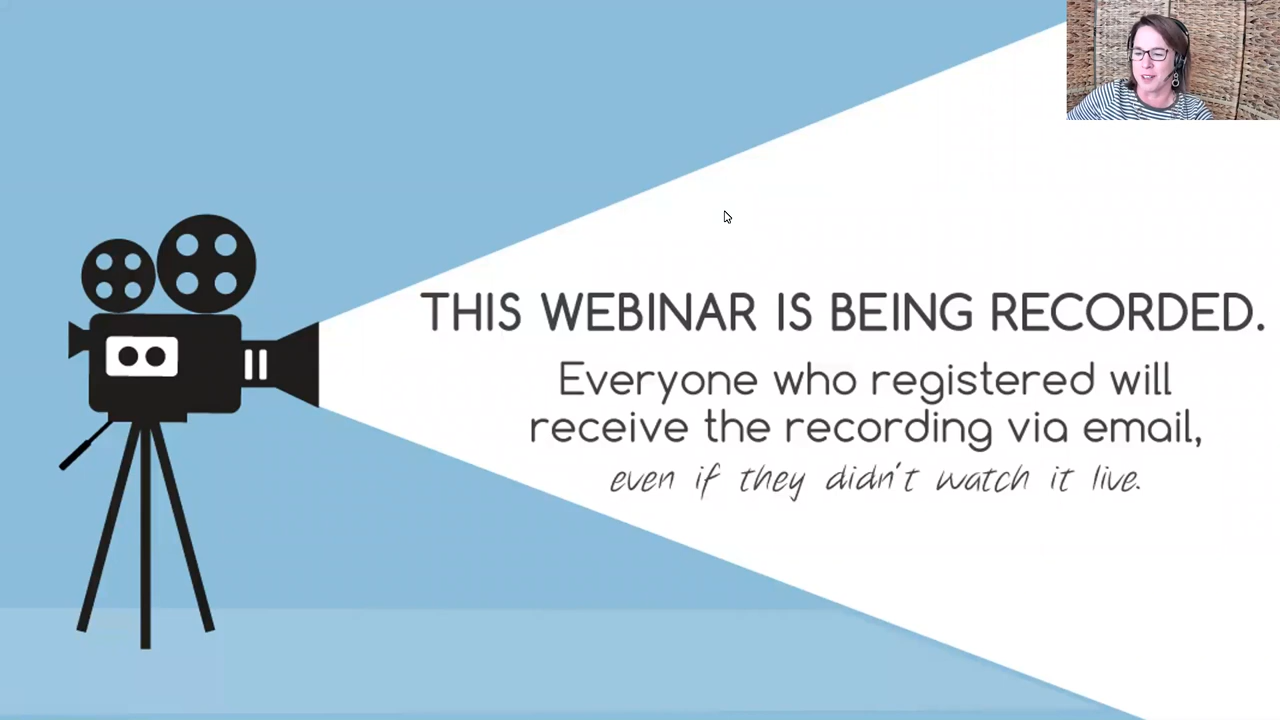 THIS WEBINAR IS BEING RECORDED.
Everyone who registered will
receive the recording via email,
even if they didn't watch it live.